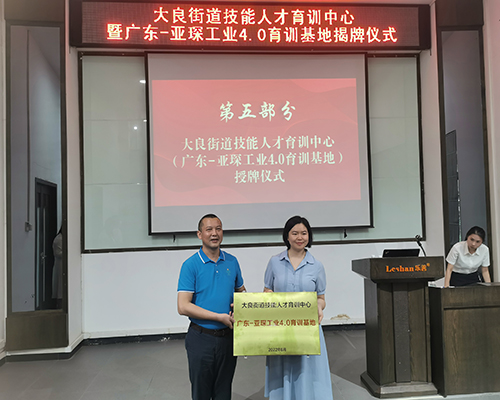 大良街道技能人才育训中心
暨广东-亚琛工业4.0育训基地揭牌仪式
第五部分
大良街道技能人才育训中心
(广东-亚琛工业4.0育训基地)
授牌仪式
大良街道技能人才育训中心
广东-亚琛工业4.0育训基地